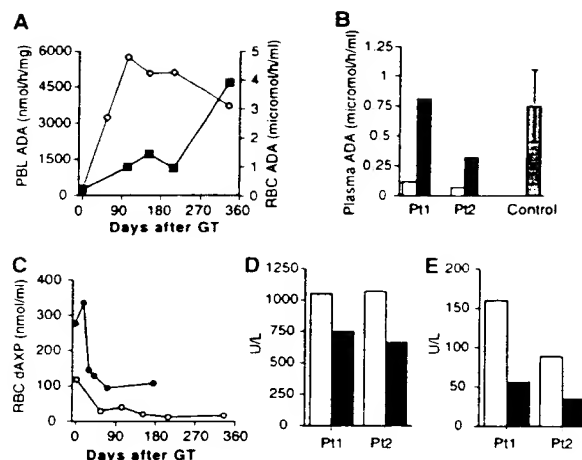 A
PBL ADA (nmol/h/mg)
6000
4500
3000
1500
0
5
4
3
2
1
0
RBC ADA (micromol/h/ml)
0
90
180
270
360
Days after GT
B
Plasma ADA (micromol/h/ml)
1.25
1
0.75
0.5
0.25
0
Pt1
Pt2
Control
C
RBC dAXP (nmol/ml)
400
300
200
100
0
0
90
180
270
360
Days after GT
D
U/L
1250
1000
750
500
250
0
Pt1
Pt2
E
U/L
200
150
100
50
0
Pt1
Pt2